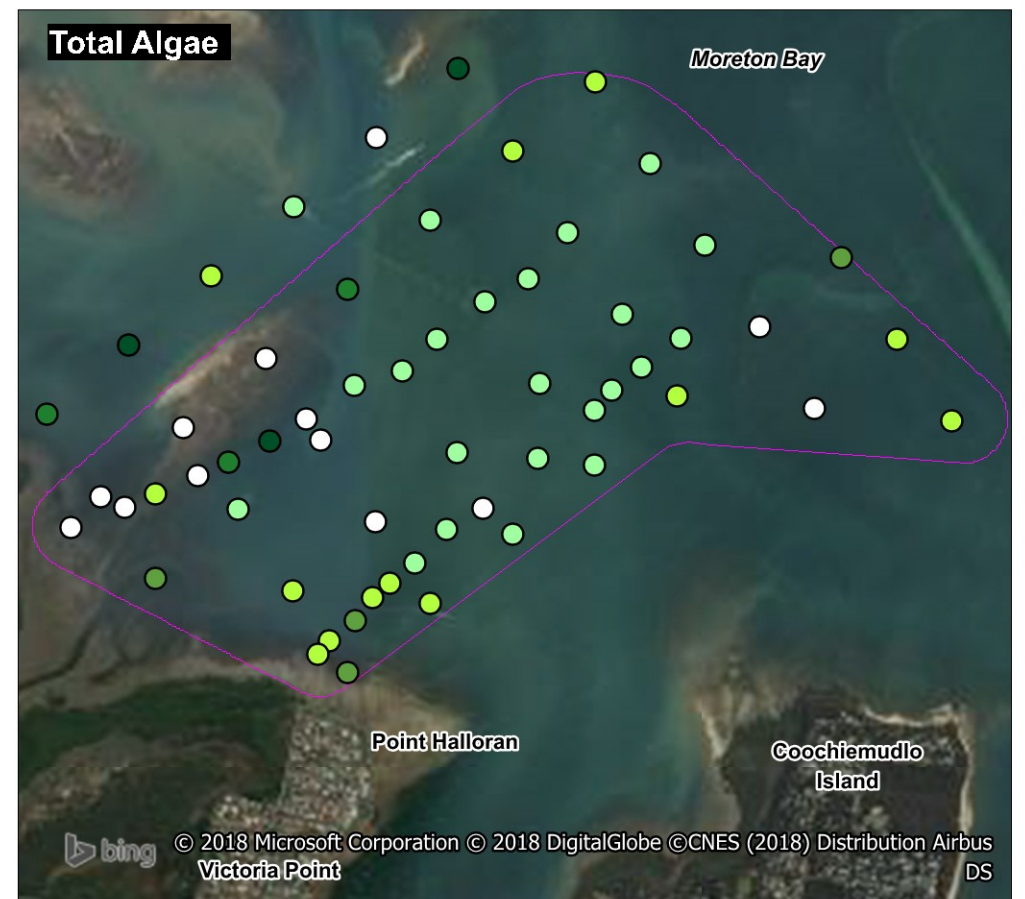 Total Algae
Moreton Bay
Point Halloran
Coochiemudlo
Island
bing
© 2018 Microsoft Corporation © 2018 DigitalGlobe ©CNES (2018) Distribution Airbus
DS
Victoria Point